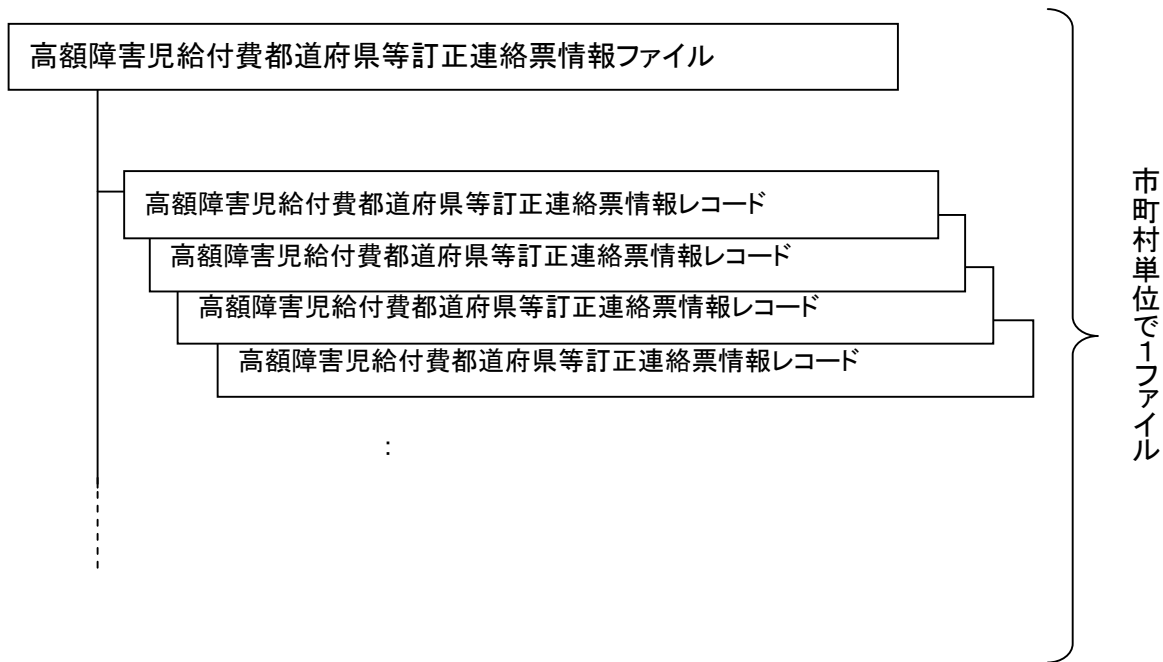 高額障害児給付費都道府県等訂正連絡票情報ファイル
高額障害児給付費都道府県等訂正連絡票情報レコード
高額障害児給付費都道府県等訂正連絡票情報レコード
高額障害児給付費都道府県等訂正連絡票情報レコード
高額障害児給付費都道府県等訂正連絡票情報レコード
:
市町村単位で1ファイル